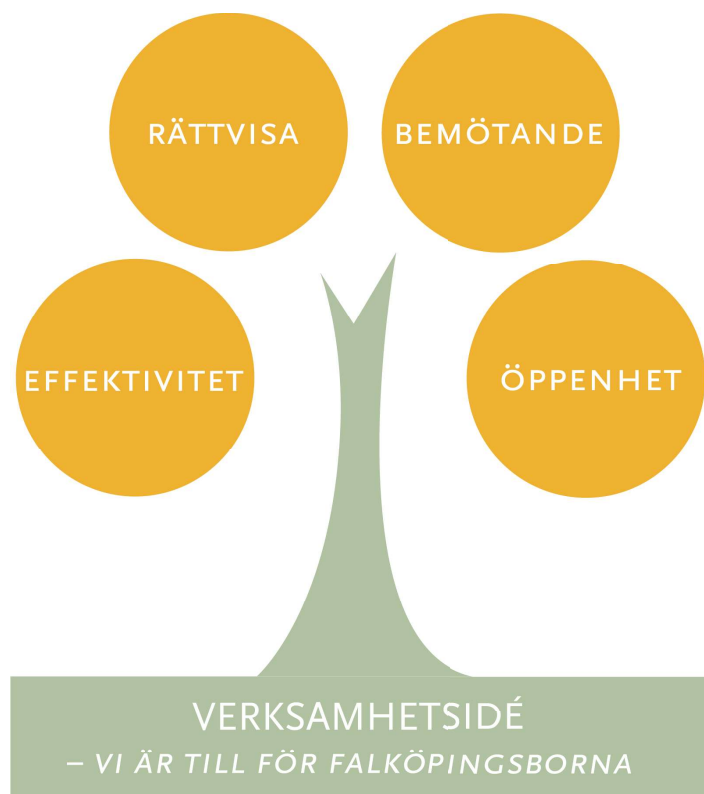 RÄTTVISA
BEMÖTANDE
EFFEKTIVITET
ÖPPENHET
VERKSAMHETSIDÉ
– VI ÄR TILL FÖR FALKÖPINGSBORNA